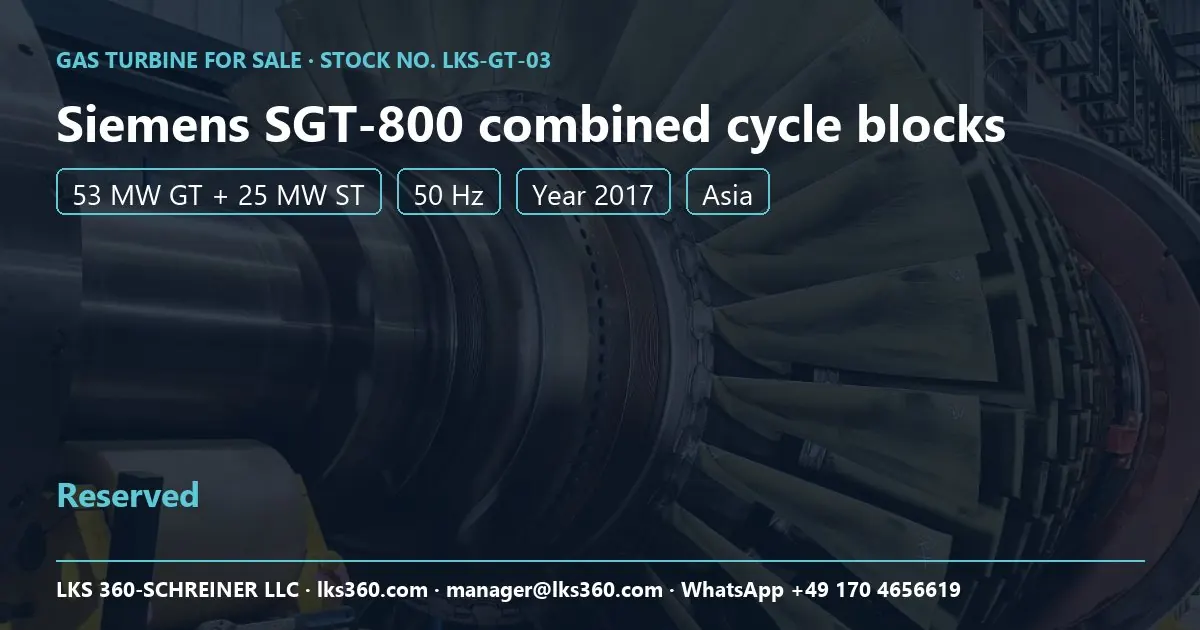 GAS TURBINE FOR SALE · STOCK NO. LKS-GT-03
Siemens SGT-800 combined cycle blocks
53 MW GT + 25 MW ST
50 Hz
Year 2017
Asia
Reserved
LKS 360-SCHREINER LLC · lks360.com · manager@lks360.com · WhatsApp +49 170 4656619